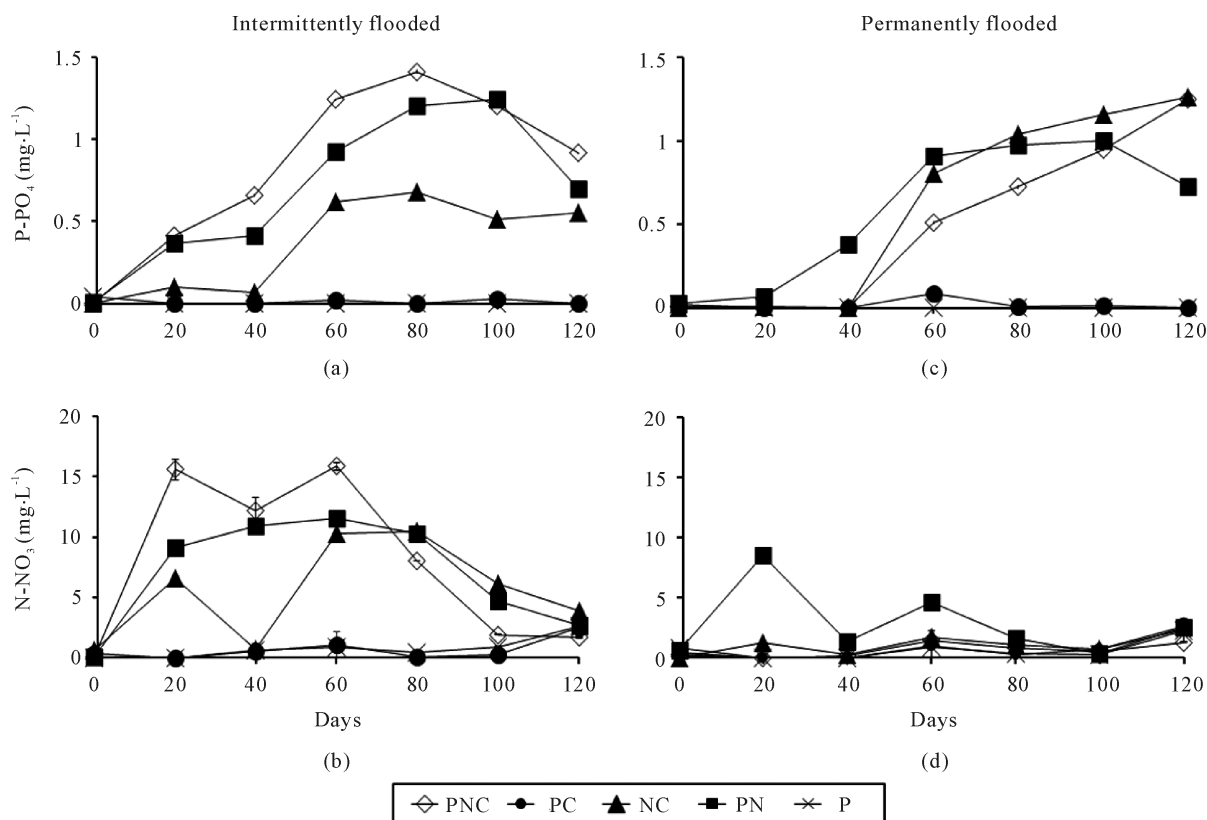 Intermittently flooded
Permanently flooded
P-PO₄ (mg·L⁻¹)
1.5
1
0.5
0
0 20 40 60 80 100 120
(a)
1.5
1
0.5
0
0 20 40 60 80 100 120
(c)
N-NO₃ (mg·L⁻¹)
20
15
10
5
0
0 20 40 60 80 100 120
Days
(b)
20
15
10
5
0
0 20 40 60 80 100 120
Days
(d)
PNC PC NC PN P